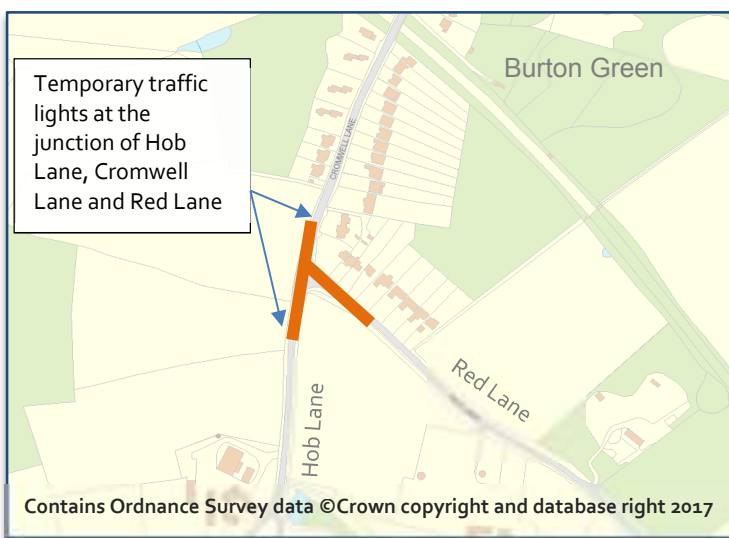 Burton Green
Temporary traffic
lights at the
junction of Hob
Lane, Cromwell
Lane and Red Lane
CROMWELL LANE
Red Lane
Hob Lane
Contains Ordnance Survey data ©Crown copyright and database right 2017